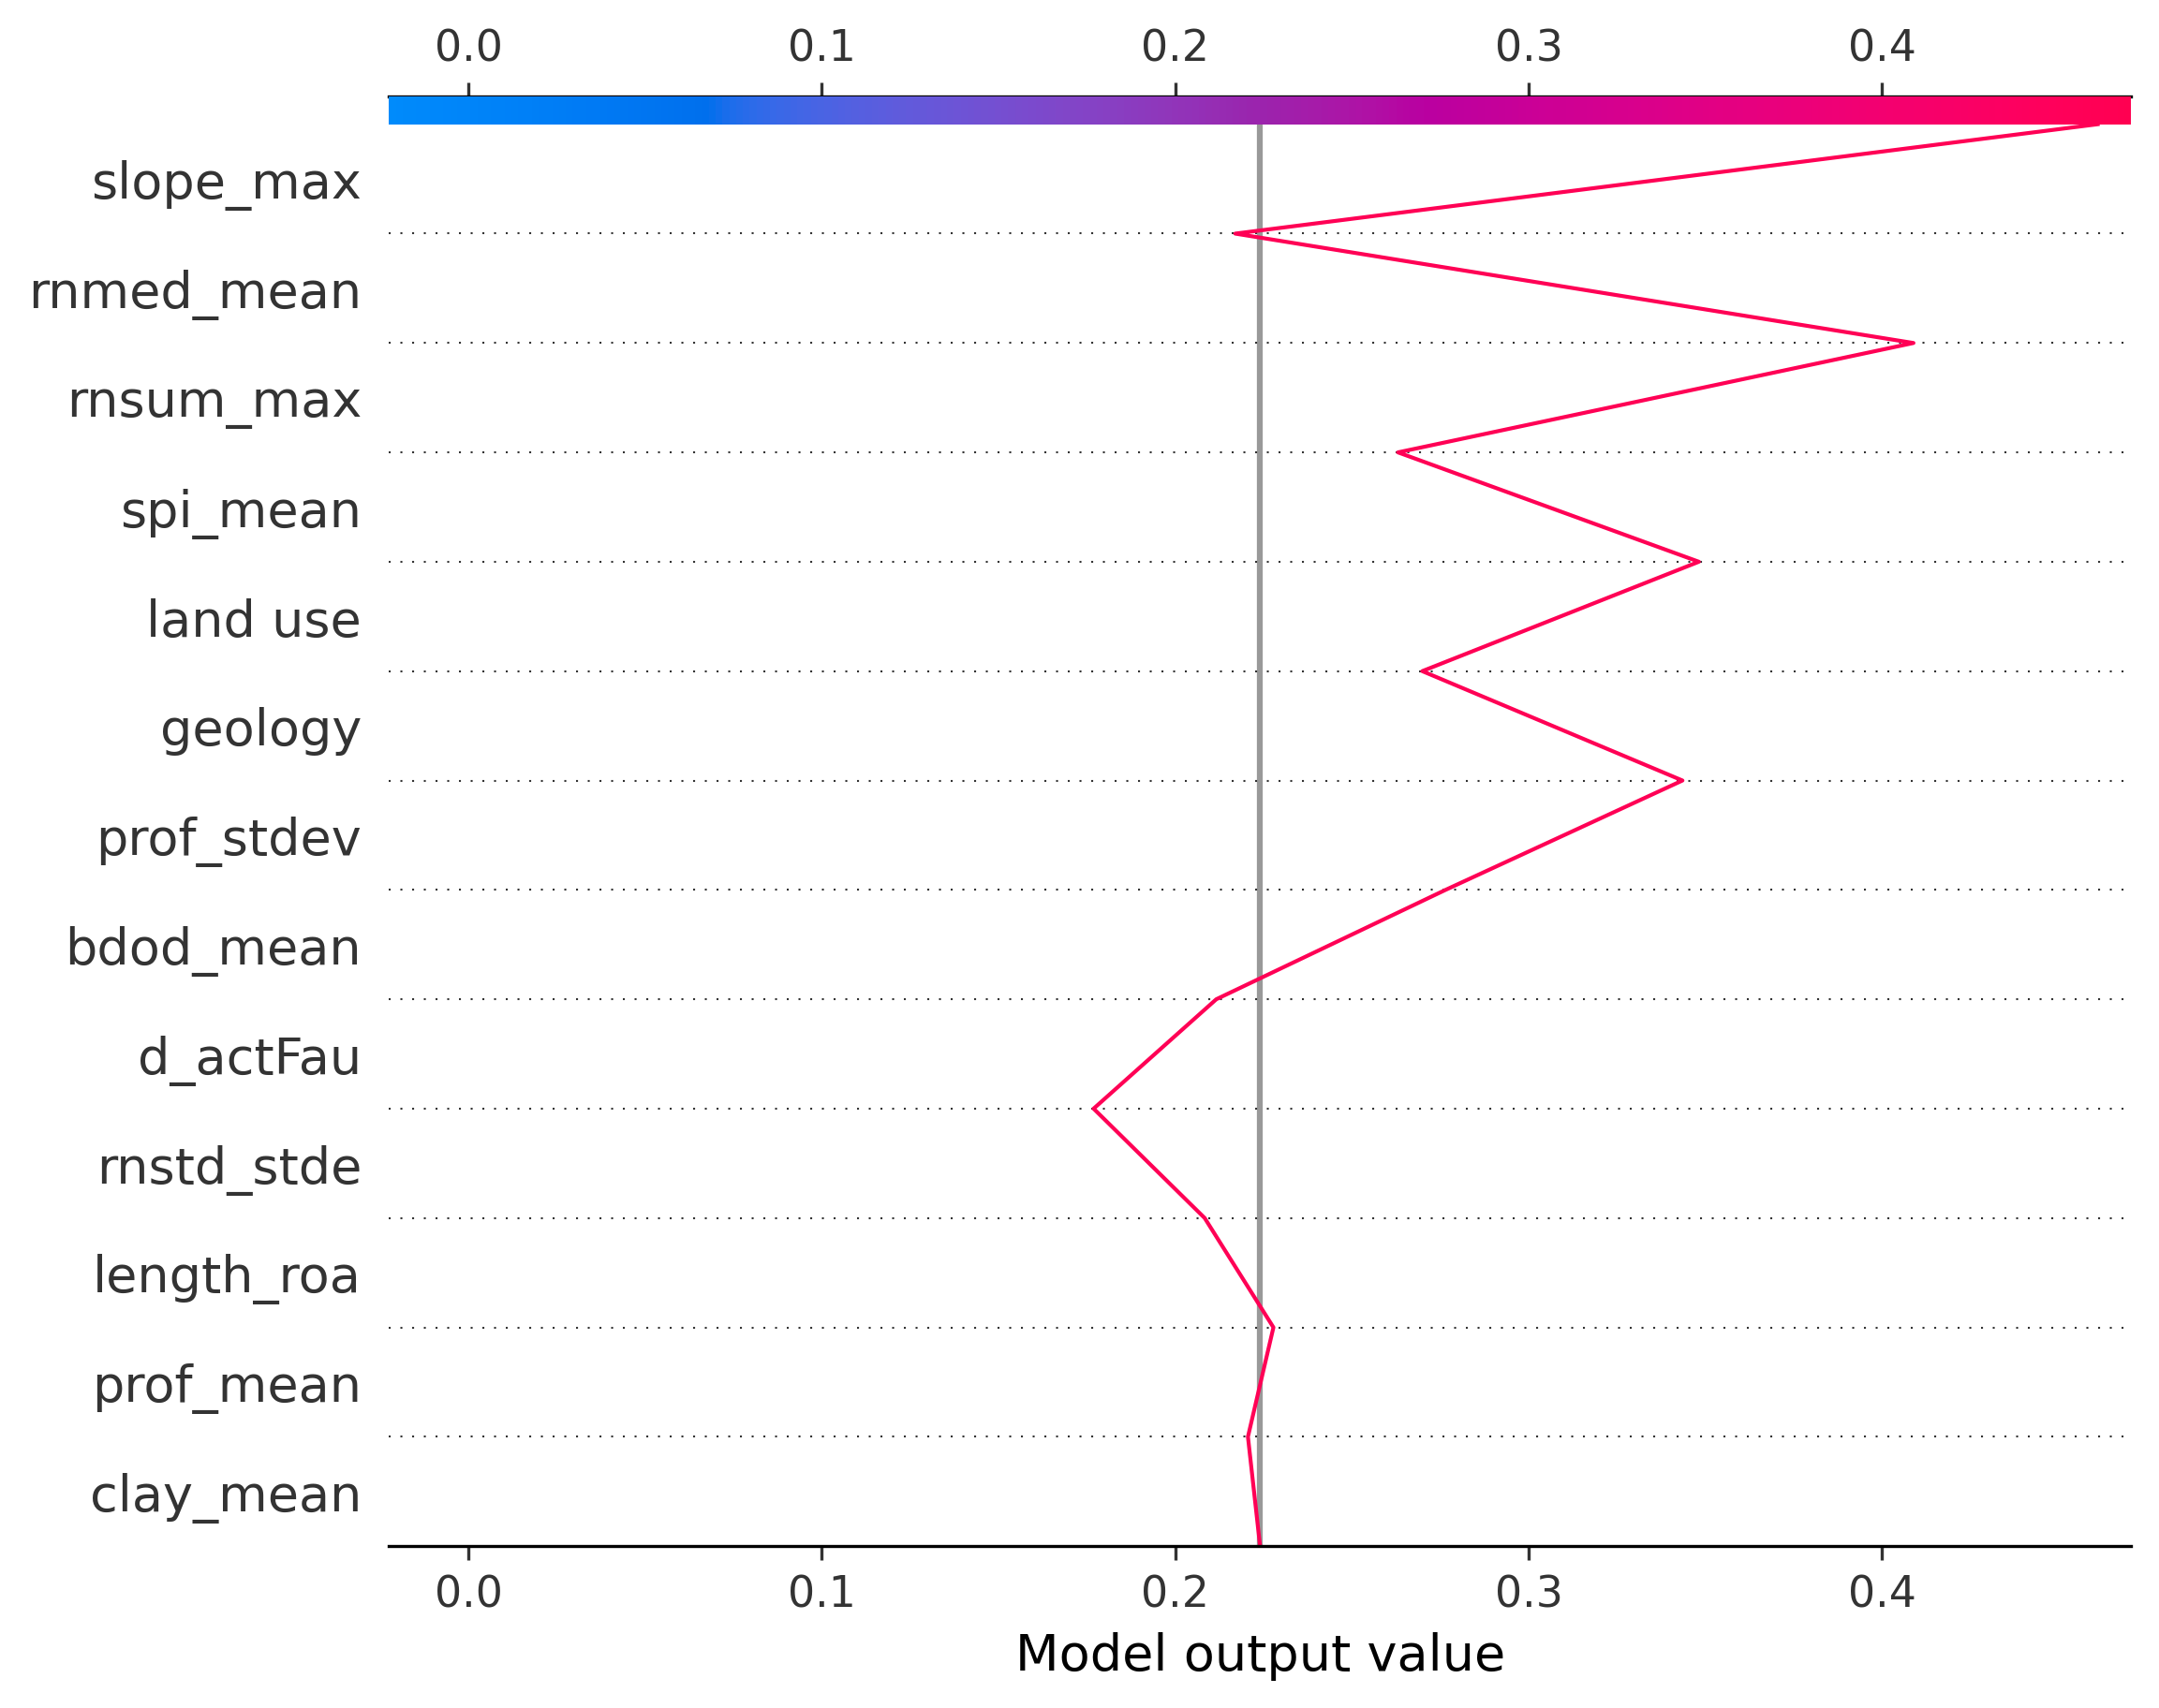 0.0 0.1 0.2 0.3 0.4
slope_max
rnmed_mean
rnsum_max
spi_mean
land use
geology
prof_stdev
bdod_mean
d_actFau
rnstd_stde
length_roa
prof_mean
clay_mean
0.0 0.1 0.2 0.3 0.4
Model output value